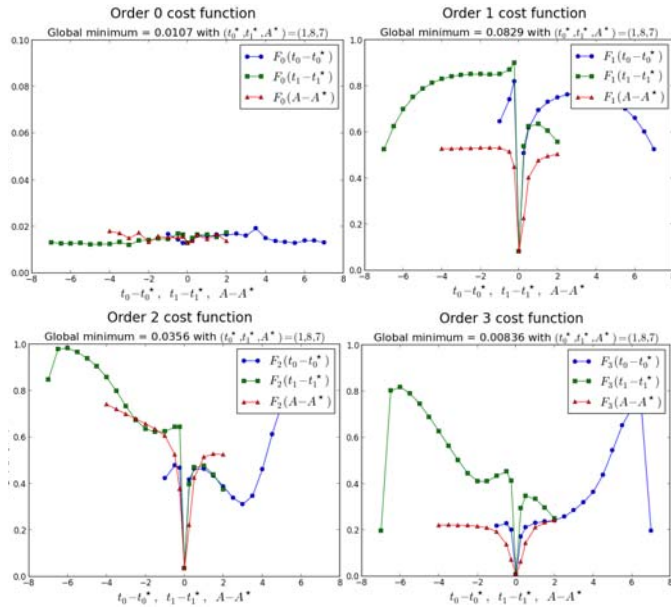 Order 0 cost function
Global minimum = 0.0107 with (t₀*,t₁*,A*)=(1,8,7)
0.10
0.08
0.06
0.04
0.02
0.00
F₀(t₀−t₀*)
F₀(t₁−t₁*)
F₀(A−A*)
−8 −6 −4 −2 0 2 4 6 8
t₀−t₀*, t₁−t₁*, A−A*
Order 1 cost function
Global minimum = 0.0829 with (t₀*,t₁*,A*)=(1,8,7)
1.0
0.8
0.6
0.4
0.2
0.0
F₁(t₀−t₀*)
F₁(t₁−t₁*)
F₁(A−A*)
−8 −6 −4 −2 0 2 4 6 8
t₀−t₀*, t₁−t₁*, A−A*
Order 2 cost function
Global minimum = 0.0356 with (t₀*,t₁*,A*)=(1,8,7)
1.0
0.8
0.6
0.4
0.2
0.0
F₂(t₀−t₀*)
F₂(t₁−t₁*)
F₂(A−A*)
−8 −6 −4 −2 0 2 4 6 8
t₀−t₀*, t₁−t₁*, A−A*
Order 3 cost function
Global minimum = 0.00836 with (t₀*,t₁*,A*)=(1,8,7)
1.0
0.8
0.6
0.4
0.2
0.0
F₃(t₀−t₀*)
F₃(t₁−t₁*)
F₃(A−A*)
−8 −6 −4 −2 0 2 4 6 8
t₀−t₀*, t₁−t₁*, A−A*